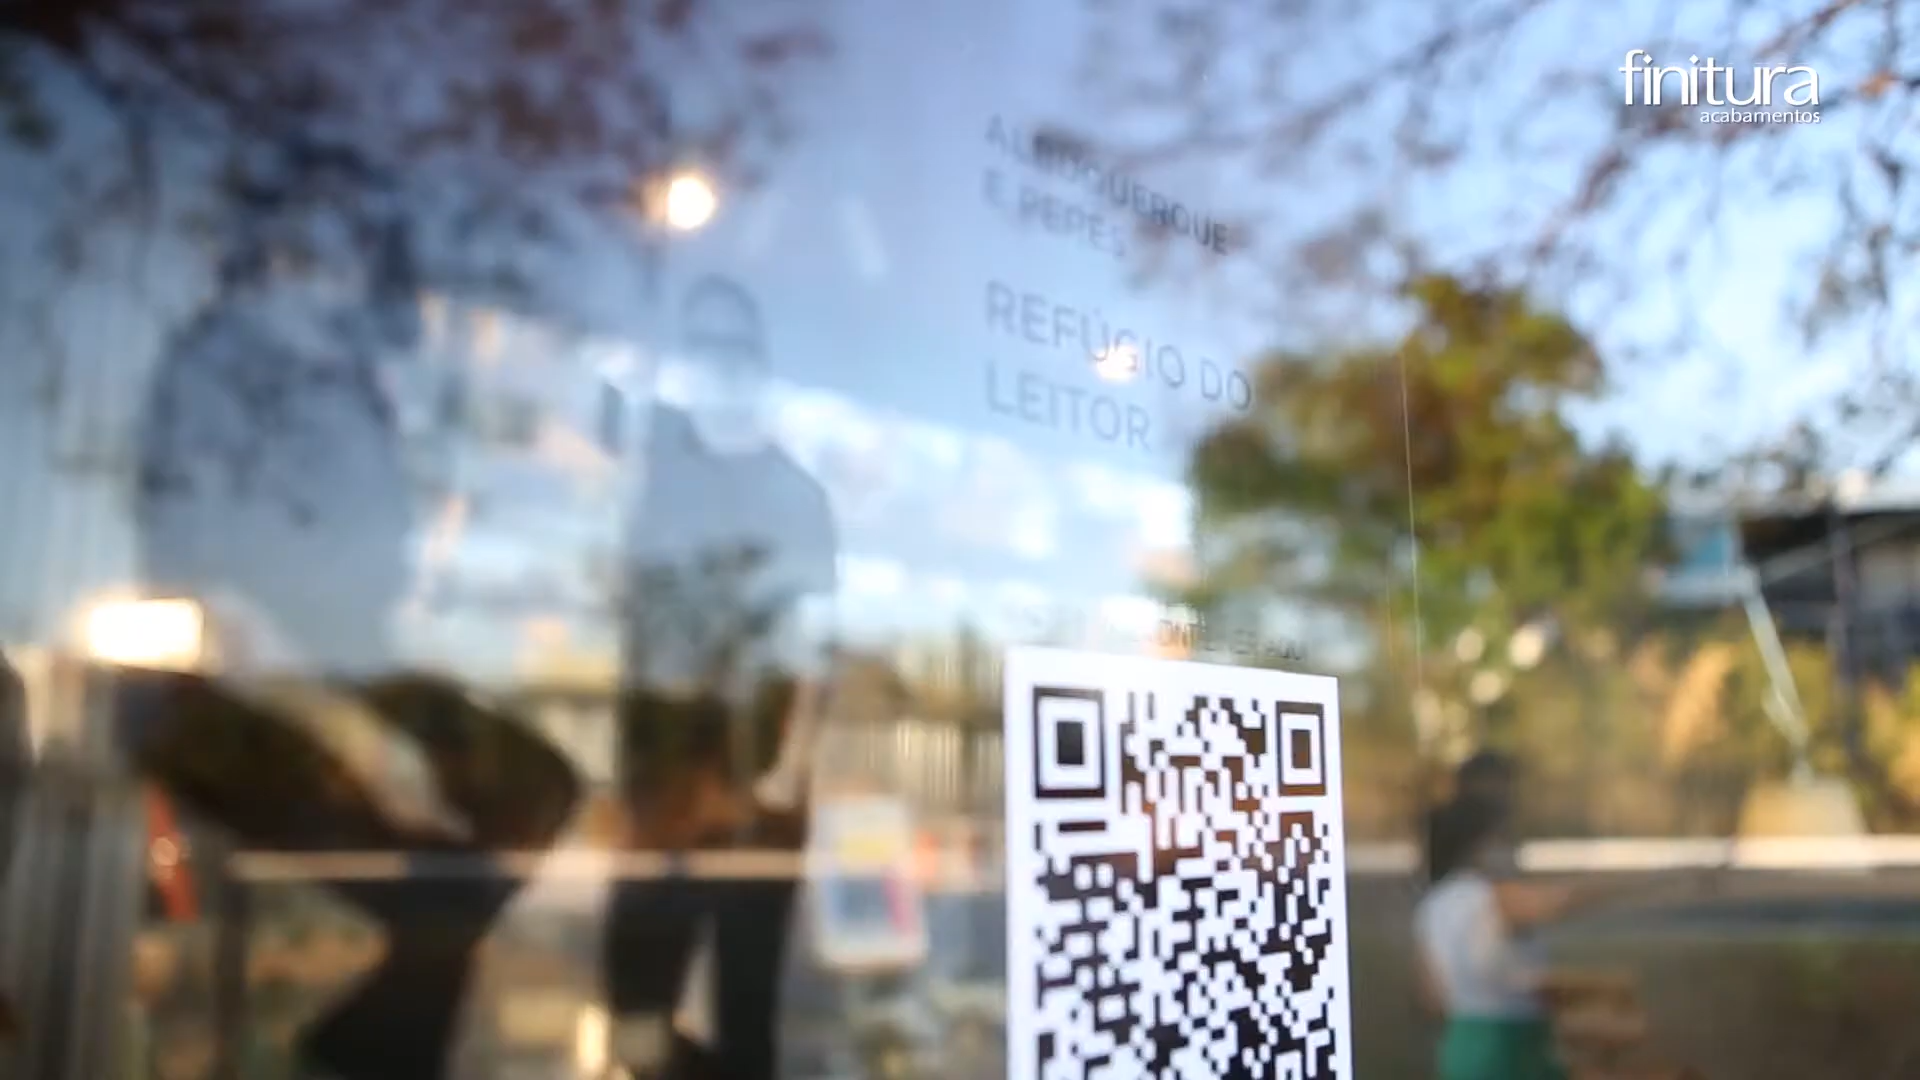 finitura
acabamentos
ALBUQUERQUE
E PEPES
REFÚGIO DO
LEITOR